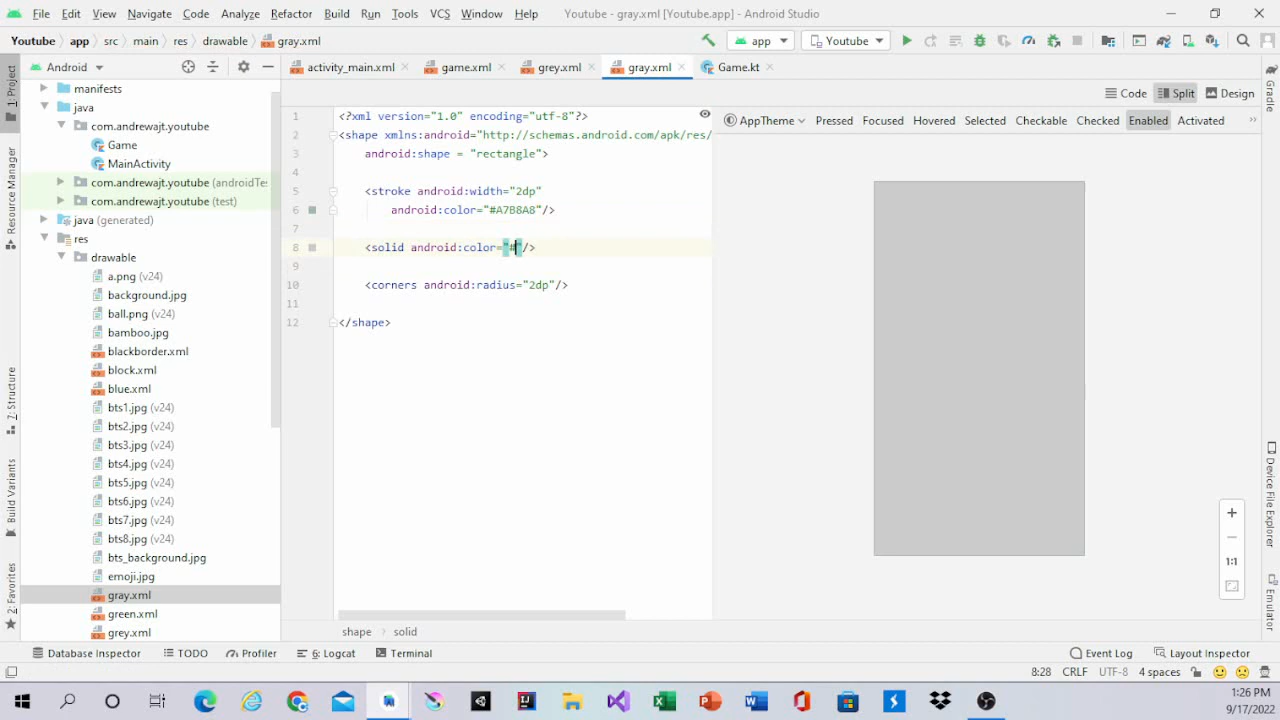 File Edit View Navigate Code Analyze Refactor Build Run Tools VCS Window Help Youtube - gray.xml [Youtube.app] - Android Studio
Youtube app src main res drawable gray.xml app Youtube
Android activity_main.xml game.xml grey.xml gray.xml Game.kt
Code Split Design
AppTheme Pressed Focused Hovered Selected Checkable Checked Enabled Activated
1: Project
Resource Manager
Z: Structure
Build Variants
2: Favorites
manifests
java
com.andrewajt.youtube
Game
MainActivity
com.andrewajt.youtube (androidTes
com.andrewajt.youtube (test)
java (generated)
res
drawable
a.png (v24)
background.jpg
ball.png (v24)
bamboo.jpg
blackborder.xml
block.xml
blue.xml
bts1.jpg (v24)
bts2.jpg (v24)
bts3.jpg (v24)
bts4.jpg (v24)
bts5.jpg (v24)
bts6.jpg (v24)
bts7.jpg (v24)
bts8.jpg (v24)
bts_background.jpg
emoji.jpg
gray.xml
green.xml
grey.xml
1 <?xml version="1.0" encoding="utf-8"?>
2 <shape xmlns:android="http://schemas.android.com/apk/res/
3 android:shape = "rectangle">
4
5 <stroke android:width="2dp"
6 android:color="#A7B8A8"/>
7
8 <solid android:color="#"/>
9
10 <corners android:radius="2dp"/>
11
12 </shape>
1:1
Gradle
Device File Explorer
Emulator
shape solid
Database Inspector TODO Profiler 6: Logcat Terminal Event Log Layout Inspector
8:28 CRLF UTF-8 4 spaces
1:26 PM
9/17/2022